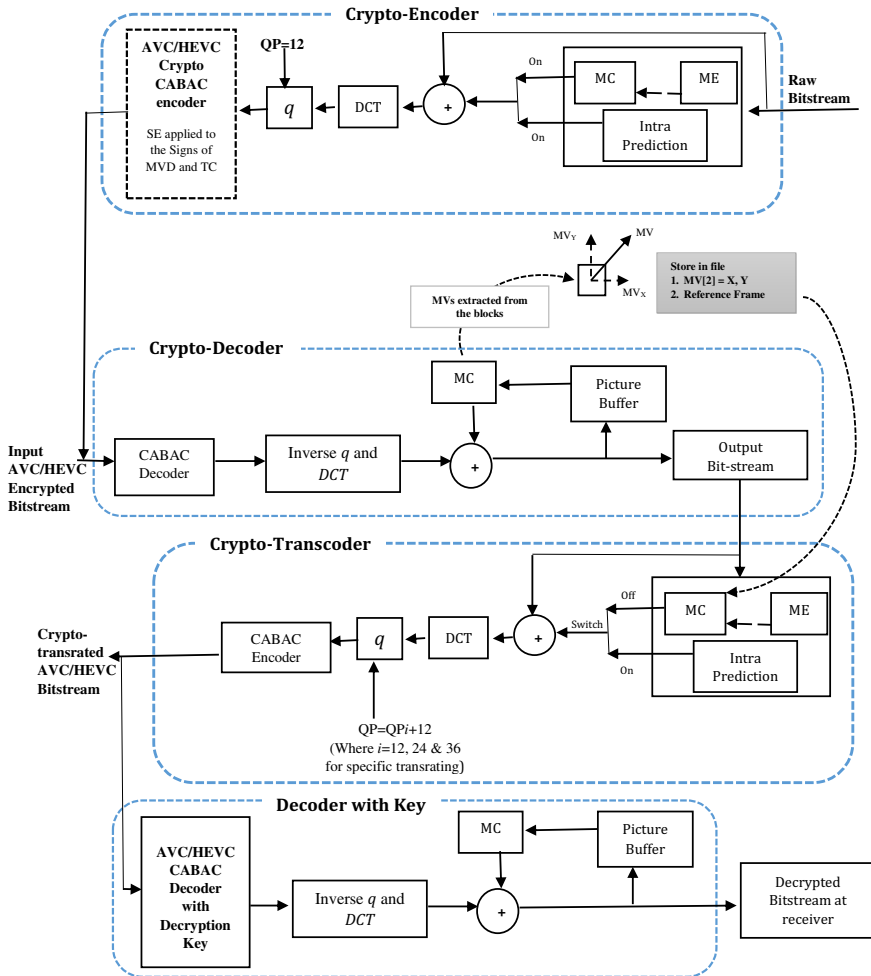 Crypto-Encoder
AVC/HEVC
Crypto
CABAC
encoder
SE applied to
the Signs of
MVD and TC
QP=12
q
DCT
+
On
On
MC
ME
Intra
Prediction
Raw
Bitstream
MVY
MV
MVX
Store in file
1. MV[2] = X, Y
2. Reference Frame
MVs extracted from
the blocks
Crypto-Decoder
MC
Picture
Buffer
Input
AVC/HEVC
Encrypted
Bitstream
CABAC
Decoder
Inverse q and
DCT
+
Output
Bit-stream
Crypto-Transcoder
Crypto-
transrated
AVC/HEVC
Bitstream
CABAC
Encoder
q
DCT
+
Switch
Off
On
MC
ME
Intra
Prediction
QP=QPi+12
(Where i=12, 24 & 36
for specific transrating)
Decoder with Key
AVC/HEVC
CABAC
Decoder
with
Decryption
Key
Inverse q and
DCT
MC
Picture
Buffer
+
Decrypted
Bitstream at
receiver